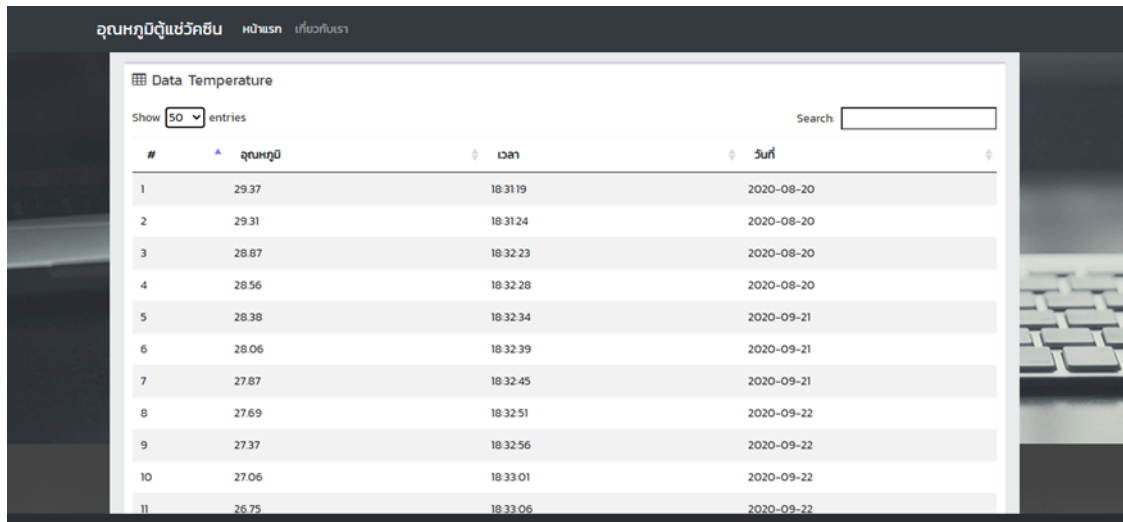 อุณหภูมิตู้แช่วัคซีน หน้าแรก เกี่ยวกับเรา
Data Temperature
Show 50 entries Search:
# อุณหภูมิ เวลา วันที่
1 29.37 18:31:19 2020-08-20
2 29.31 18:31:24 2020-08-20
3 28.87 18:32:23 2020-08-20
4 28.56 18:32:28 2020-08-20
5 28.38 18:32:34 2020-09-21
6 28.06 18:32:39 2020-09-21
7 27.87 18:32:45 2020-09-21
8 27.69 18:32:51 2020-09-22
9 27.37 18:32:56 2020-09-22
10 27.06 18:33:01 2020-09-22
11 26.75 18:33:06 2020-09-22